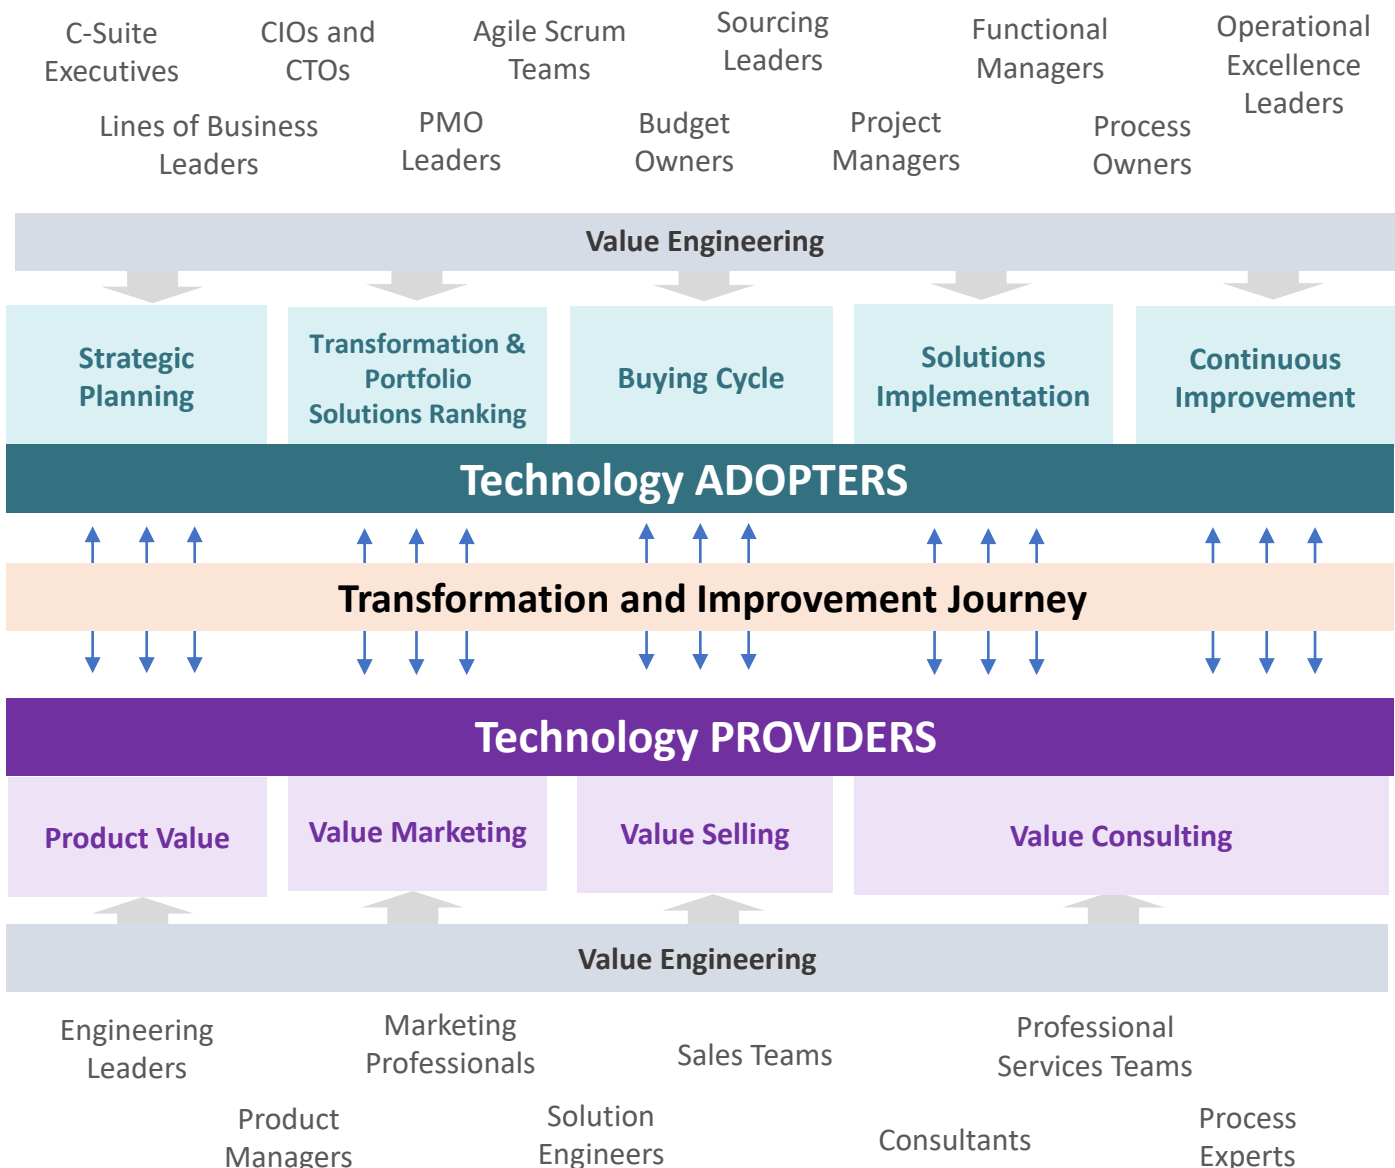 C-Suite
Executives
CIOs and
CTOs
Agile Scrum
Teams
Sourcing
Leaders
Functional
Managers
Operational
Excellence
Leaders
Lines of Business
Leaders
PMO
Leaders
Budget
Owners
Project
Managers
Process
Owners
Value Engineering
Strategic
Planning
Transformation &
Portfolio
Solutions Ranking
Buying Cycle
Solutions
Implementation
Continuous
Improvement
Technology ADOPTERS
Transformation and Improvement Journey
Technology PROVIDERS
Product Value
Value Marketing
Value Selling
Value Consulting
Value Engineering
Engineering
Leaders
Marketing
Professionals
Sales Teams
Professional
Services Teams
Product
Managers
Solution
Engineers
Consultants
Process
Experts